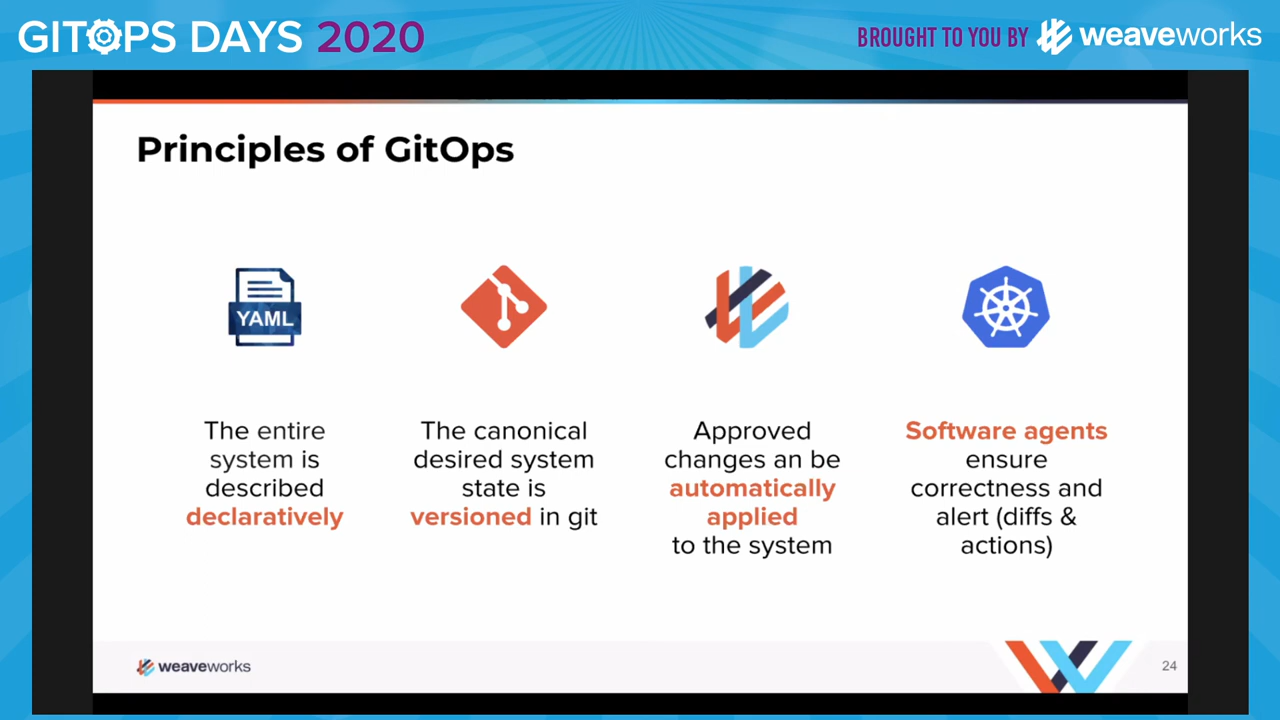 GITOPS DAYS 2020
BROUGHT TO YOU BY weaveworks
Principles of GitOps
YAML
The entire
system is
described
declaratively
The canonical
desired system
state is
versioned in git
Approved
changes an be
automatically
applied
to the system
Software agents
ensure
correctness and
alert (diffs &
actions)
weaveworks
24